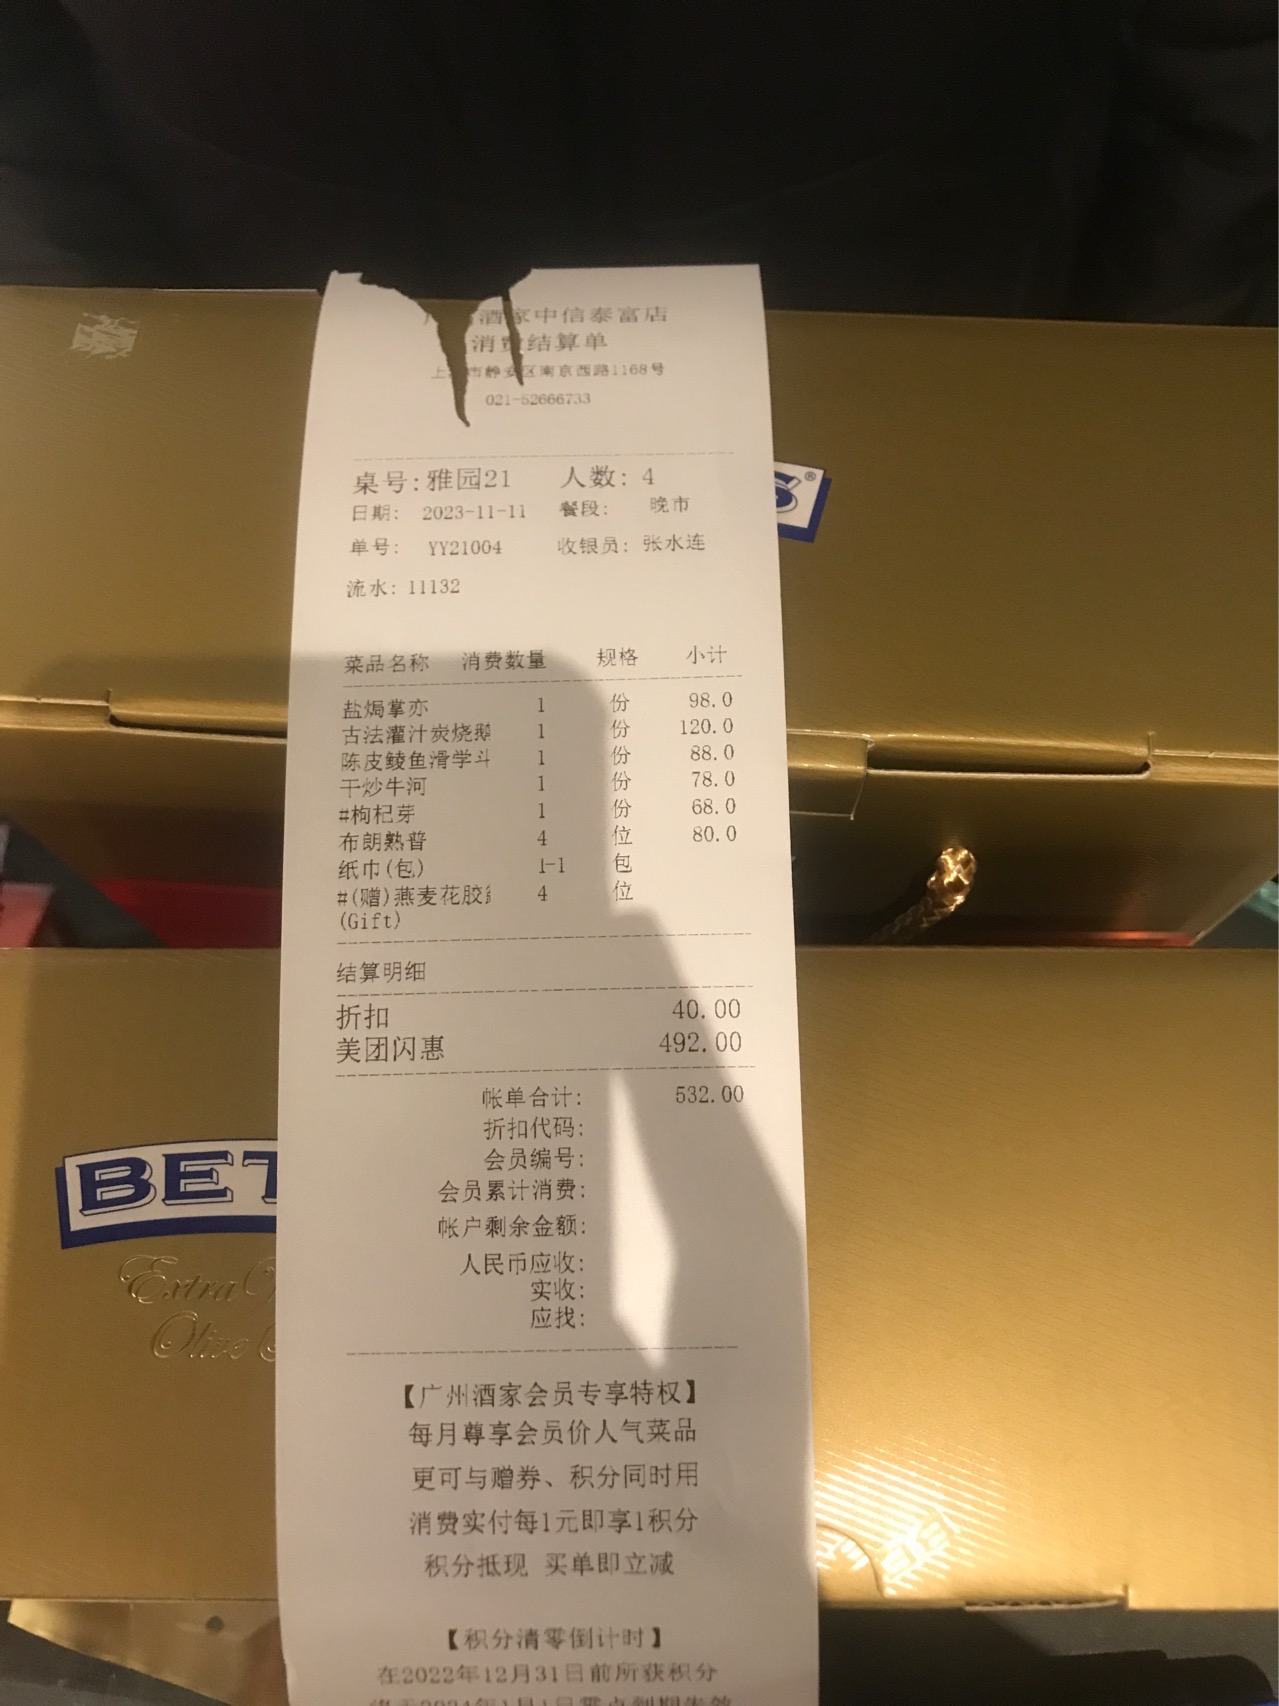 酒家中信泰富店
消费结算单
上海市静安区南京西路1168号
021-52666733
桌号:雅园21 人数: 4
日期: 2023-11-11 餐段: 晚市
单号: YY21004 收银员: 张水连
流水: 11132
菜品名称 消费数量 规格 小计
盐焗掌亦 1 份 98.0
古法灌汁炭烧鹅 1 份 120.0
陈皮鲮鱼滑学斗 1 份 88.0
干炒牛河 1 份 78.0
#枸杞芽 1 份 68.0
布朗熟普 4 位 80.0
纸巾(包) 1-1 包
#(赠)燕麦花胶 4 位
(Gift)
结算明细
折扣 40.00
美团闪惠 492.00
帐单合计: 532.00
折扣代码:
会员编号:
会员累计消费:
帐户剩余金额:
人民币应收:
实收:
应找:
【广州酒家会员专享特权】
每月尊享会员价人气菜品
更可与赠券、积分同时用
消费实付每1元即享1积分
积分抵现 买单即立减
【积分清零倒计时】
在2022年12月31日前所获积分
S®
BET
Extra
Olive